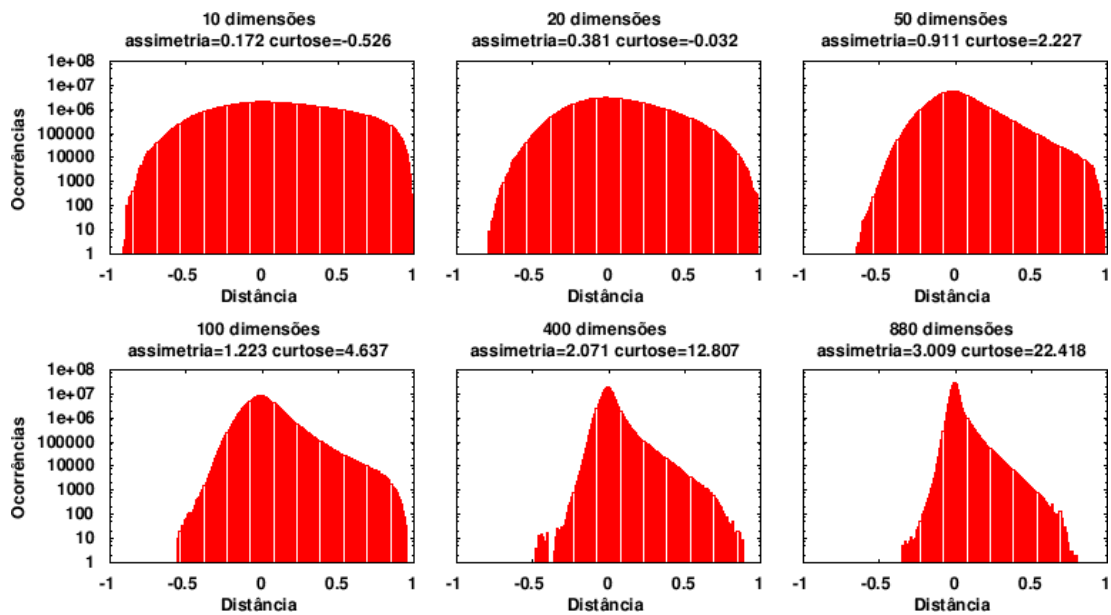 10 dimensões
assimetria=0.172 curtose=-0.526
20 dimensões
assimetria=0.381 curtose=-0.032
50 dimensões
assimetria=0.911 curtose=2.227
Ocorrências
1e+08
1e+07
1e+06
100000
10000
1000
100
10
1
-1 -0.5 0 0.5 1
Distância
-1 -0.5 0 0.5 1
Distância
-1 -0.5 0 0.5 1
Distância
100 dimensões
assimetria=1.223 curtose=4.637
400 dimensões
assimetria=2.071 curtose=12.807
880 dimensões
assimetria=3.009 curtose=22.418
Ocorrências
1e+08
1e+07
1e+06
100000
10000
1000
100
10
1
-1 -0.5 0 0.5 1
Distância
-1 -0.5 0 0.5 1
Distância
-1 -0.5 0 0.5 1
Distância